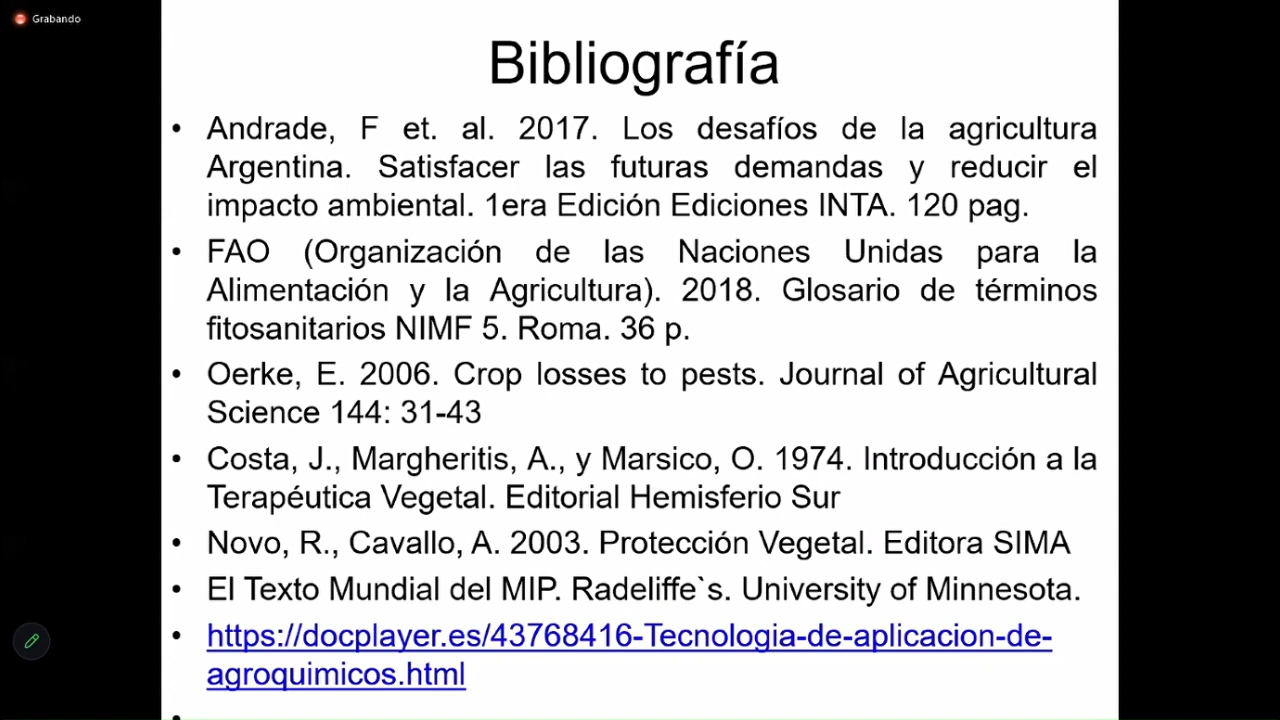 Grabando
Bibliografía
• Andrade, F et. al. 2017. Los desafíos de la agricultura
Argentina. Satisfacer las futuras demandas y reducir el
impacto ambiental. 1era Edición Ediciones INTA. 120 pag.
• FAO (Organización de las Naciones Unidas para la
Alimentación y la Agricultura). 2018. Glosario de términos
fitosanitarios NIMF 5. Roma. 36 p.
• Oerke, E. 2006. Crop losses to pests. Journal of Agricultural
Science 144: 31-43
• Costa, J., Margheritis, A., y Marsico, O. 1974. Introducción a la
Terapéutica Vegetal. Editorial Hemisferio Sur
• Novo, R., Cavallo, A. 2003. Protección Vegetal. Editora SIMA
• El Texto Mundial del MIP. Radeliffe`s. University of Minnesota.
• https://docplayer.es/43768416-Tecnologia-de-aplicacion-de-
agroquimicos.html